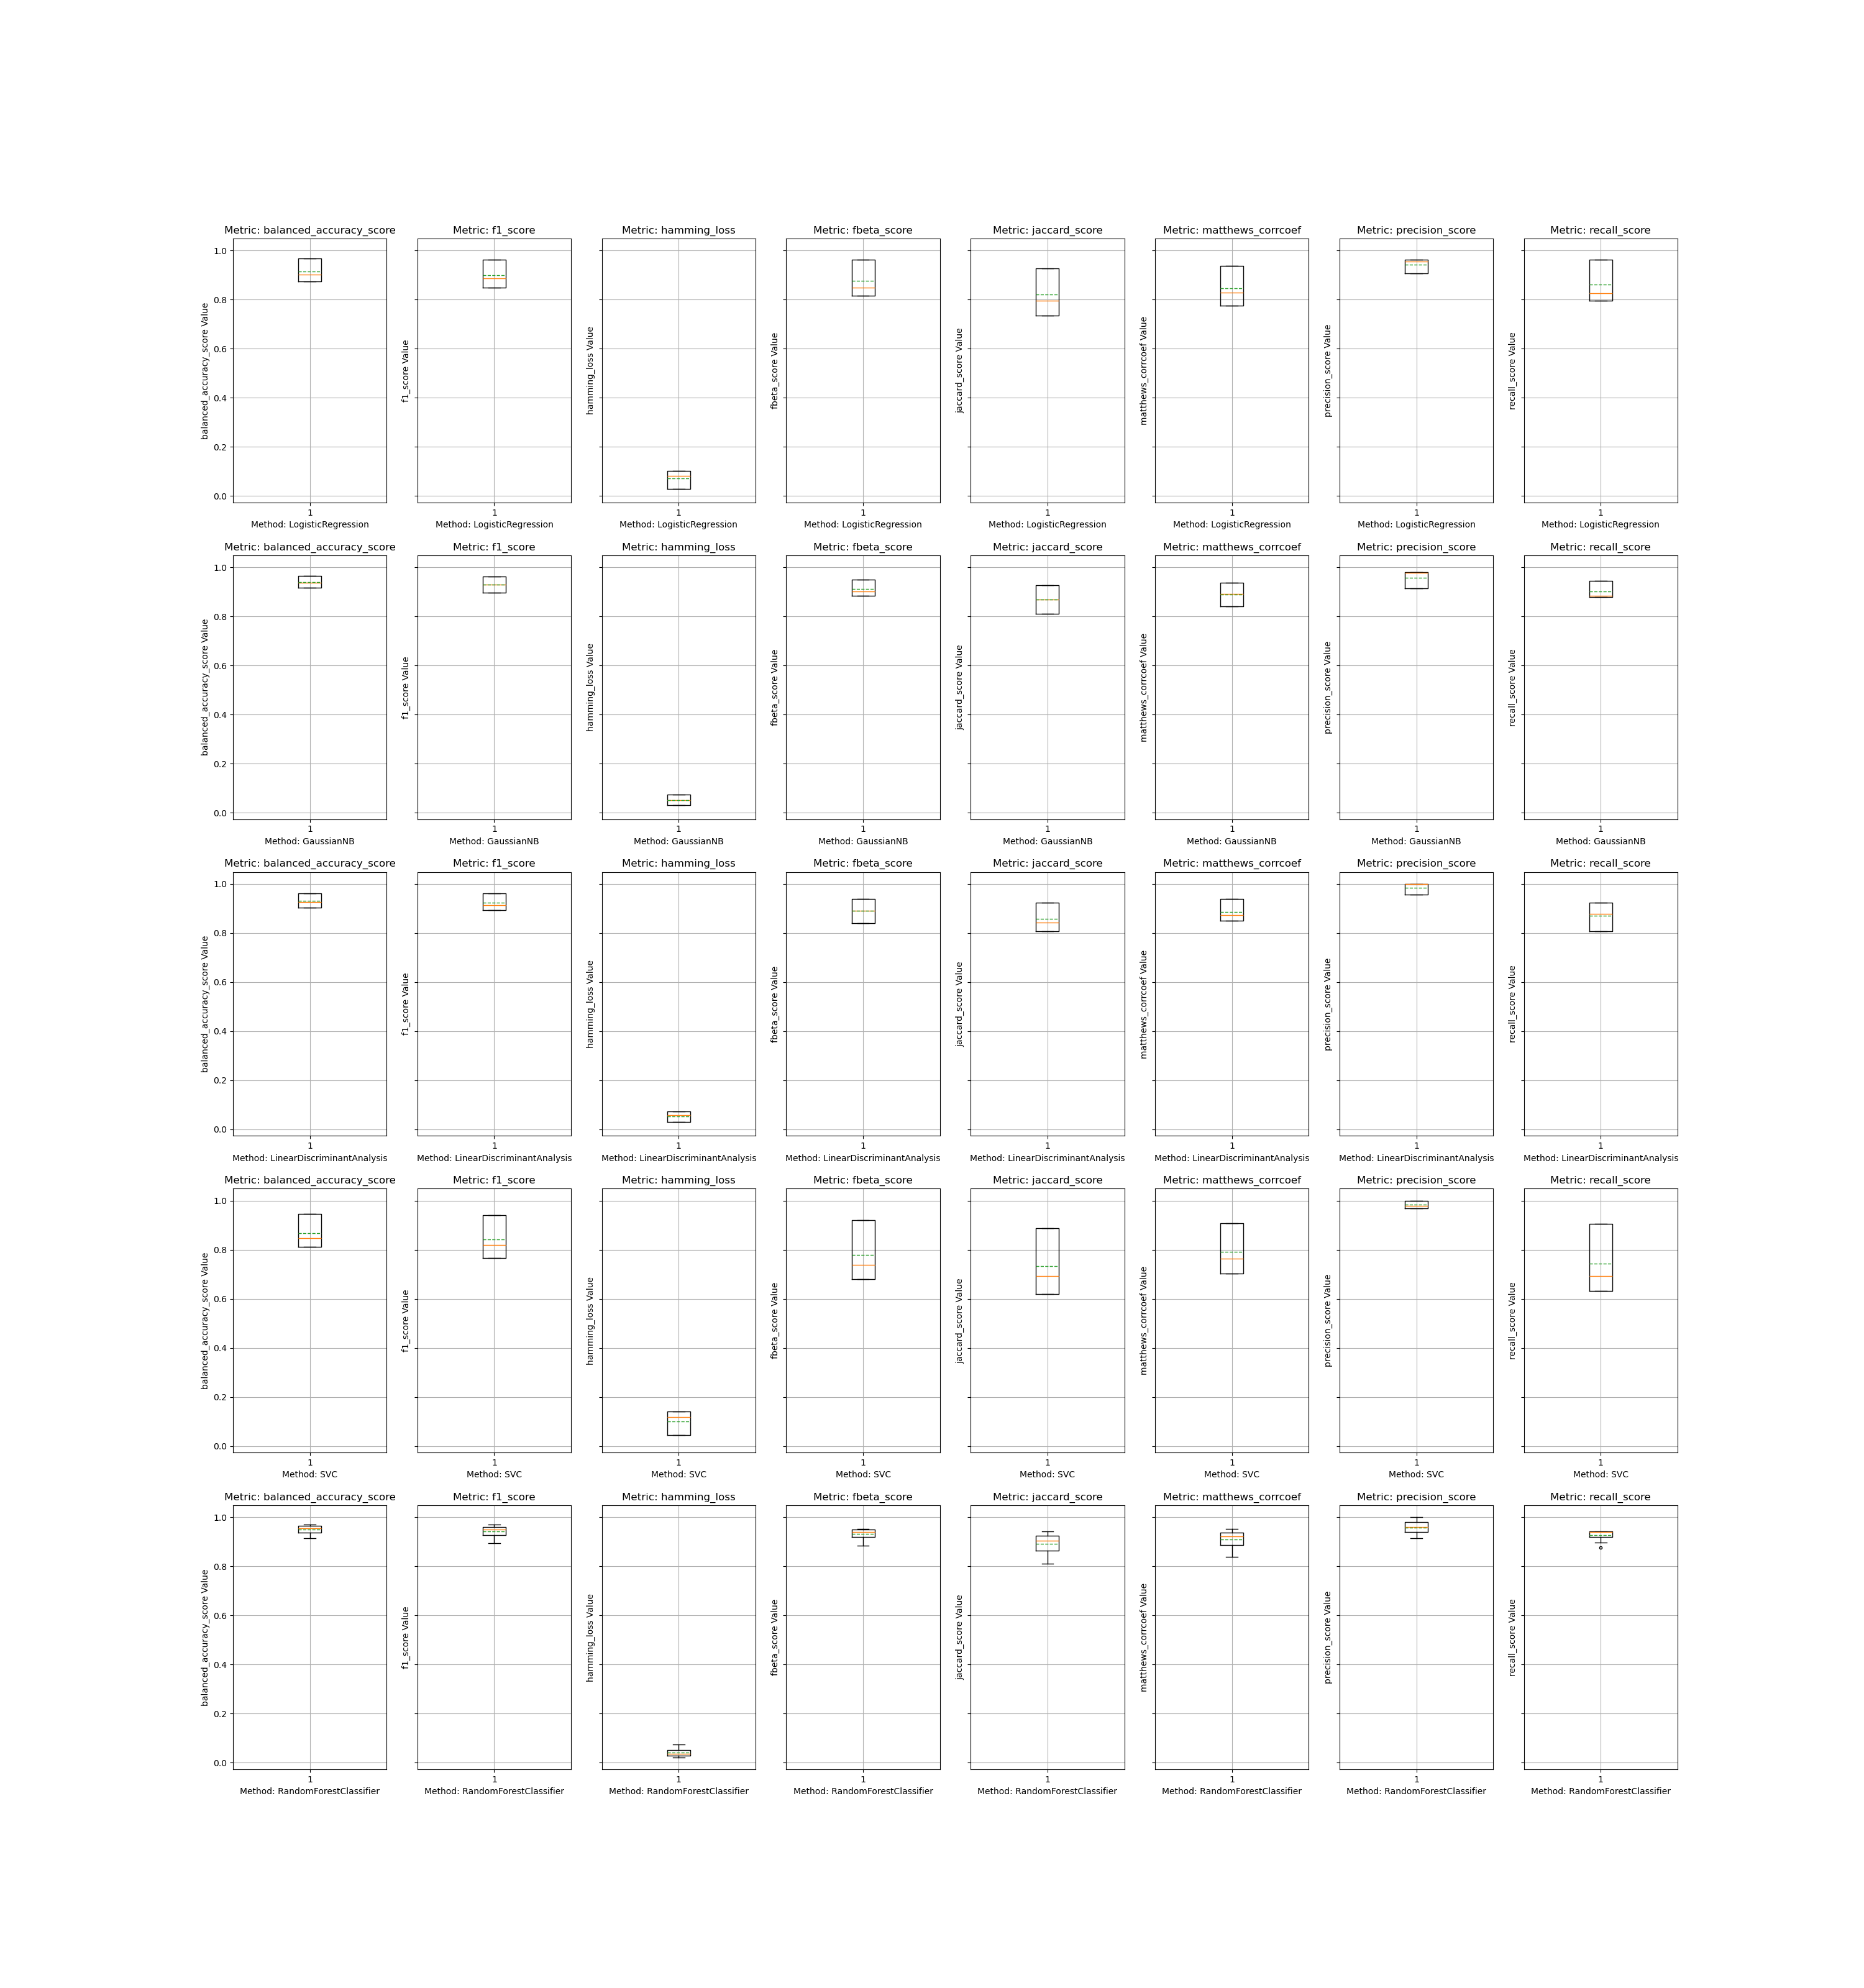 Metric: balanced_accuracy_score Metric: f1_score Metric: hamming_loss Metric: fbeta_score Metric: jaccard_score Metric: matthews_corrcoef Metric: precision_score Metric: recall_score
1.0
0.8
0.6
0.4
0.2
0.0
balanced_accuracy_score Value
f1_score Value
hamming_loss Value
fbeta_score Value
jaccard_score Value
matthews_corrcoef Value
precision_score Value
recall_score Value
1 1 1 1 1 1 1 1
Method: LogisticRegression Method: LogisticRegression Method: LogisticRegression Method: LogisticRegression Method: LogisticRegression Method: LogisticRegression Method: LogisticRegression Method: LogisticRegression
Metric: balanced_accuracy_score Metric: f1_score Metric: hamming_loss Metric: fbeta_score Metric: jaccard_score Metric: matthews_corrcoef Metric: precision_score Metric: recall_score
1.0
0.8
0.6
0.4
0.2
0.0
balanced_accuracy_score Value
f1_score Value
hamming_loss Value
fbeta_score Value
jaccard_score Value
matthews_corrcoef Value
precision_score Value
recall_score Value
1 1 1 1 1 1 1 1
Method: GaussianNB Method: GaussianNB Method: GaussianNB Method: GaussianNB Method: GaussianNB Method: GaussianNB Method: GaussianNB Method: GaussianNB
Metric: balanced_accuracy_score Metric: f1_score Metric: hamming_loss Metric: fbeta_score Metric: jaccard_score Metric: matthews_corrcoef Metric: precision_score Metric: recall_score
1.0
0.8
0.6
0.4
0.2
0.0
balanced_accuracy_score Value
f1_score Value
hamming_loss Value
fbeta_score Value
jaccard_score Value
matthews_corrcoef Value
precision_score Value
recall_score Value
1 1 1 1 1 1 1 1
Method: LinearDiscriminantAnalysis Method: LinearDiscriminantAnalysis Method: LinearDiscriminantAnalysis Method: LinearDiscriminantAnalysis Method: LinearDiscriminantAnalysis Method: LinearDiscriminantAnalysis Method: LinearDiscriminantAnalysis Method: LinearDiscriminantAnalysis
Metric: balanced_accuracy_score Metric: f1_score Metric: hamming_loss Metric: fbeta_score Metric: jaccard_score Metric: matthews_corrcoef Metric: precision_score Metric: recall_score
1.0
0.8
0.6
0.4
0.2
0.0
balanced_accuracy_score Value
f1_score Value
hamming_loss Value
fbeta_score Value
jaccard_score Value
matthews_corrcoef Value
precision_score Value
recall_score Value
1 1 1 1 1 1 1 1
Method: SVC Method: SVC Method: SVC Method: SVC Method: SVC Method: SVC Method: SVC Method: SVC
Metric: balanced_accuracy_score Metric: f1_score Metric: hamming_loss Metric: fbeta_score Metric: jaccard_score Metric: matthews_corrcoef Metric: precision_score Metric: recall_score
1.0
0.8
0.6
0.4
0.2
0.0
balanced_accuracy_score Value
f1_score Value
hamming_loss Value
fbeta_score Value
jaccard_score Value
matthews_corrcoef Value
precision_score Value
recall_score Value
1 1 1 1 1 1 1 1
Method: RandomForestClassifier Method: RandomForestClassifier Method: RandomForestClassifier Method: RandomForestClassifier Method: RandomForestClassifier Method: RandomForestClassifier Method: RandomForestClassifier Method: RandomForestClassifier